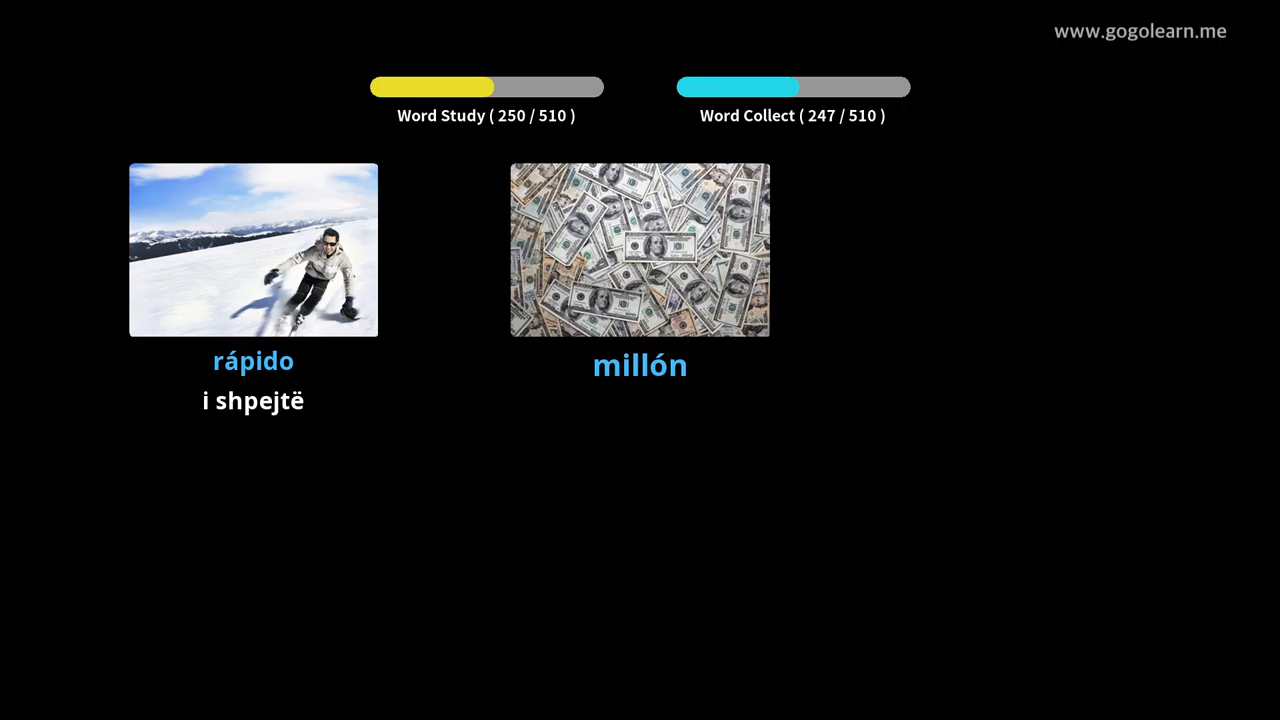 www.gogolearn.me
Word Study ( 250 / 510 )
Word Collect ( 247 / 510 )
rápido
i shpejtë
millón